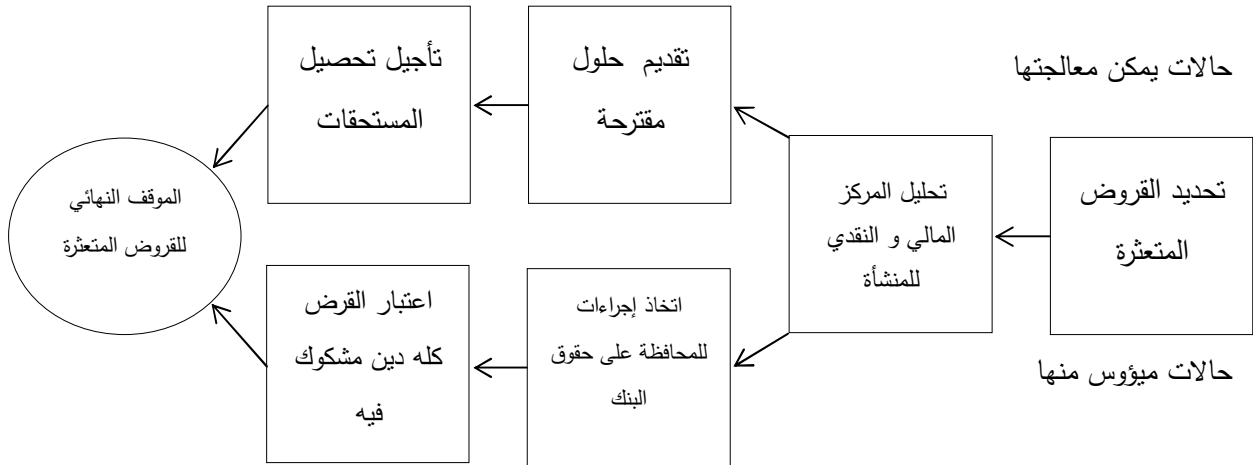 حالات يمكن معالجتها
تحديد القروض
المتعثرة
حالات ميؤوس منها
تحليل المركز
المالي و النقدي
للمنشأة
تقديم حلول
مقترحة
تأجيل تحصيل
المستحقات
اتخاذ إجراءات
للمحافظة على حقوق
البنك
اعتبار القرض
كله دين مشكوك
فيه
الموقف النهائي
للقروض المتعثرة